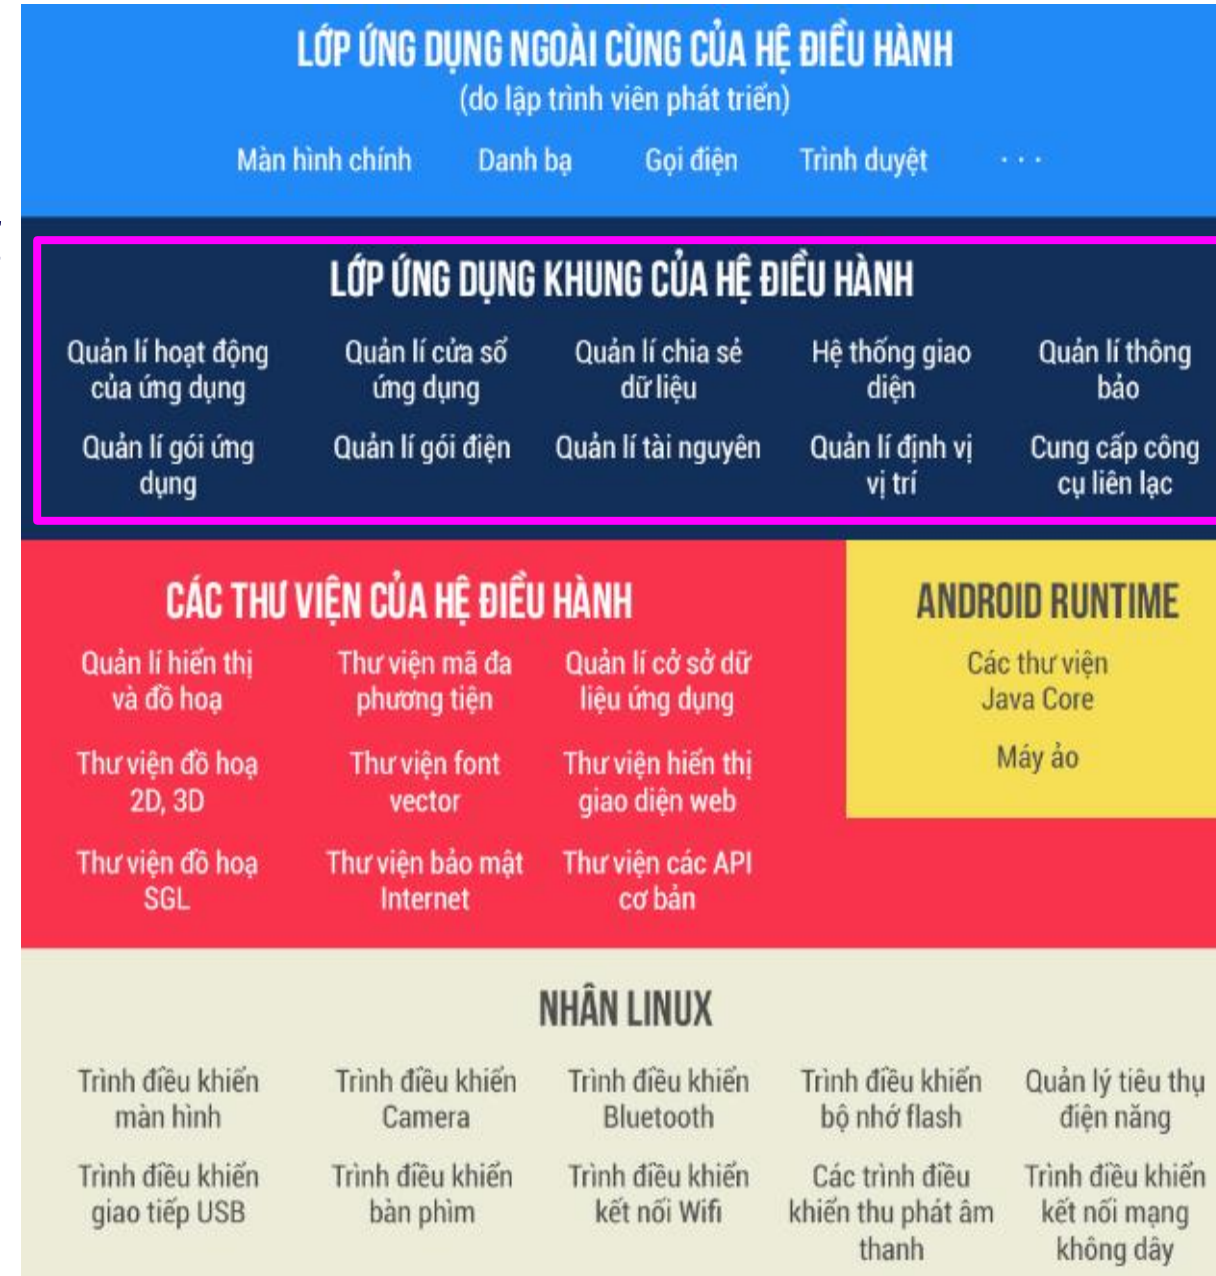 LỚP ỨNG DỤNG NGOÀI CÙNG CỦA HỆ ĐIỀU HÀNH
(do lập trình viên phát triển)
Màn hình chính Danh bạ Gọi điện Trình duyệt . . .
LỚP ỨNG DỤNG KHUNG CỦA HỆ ĐIỀU HÀNH
Quản lí hoạt động của ứng dụng
Quản lí cửa sổ ứng dụng
Quản lí chia sẻ dữ liệu
Hệ thống giao diện
Quản lí thông báo
Quản lí gói ứng dụng
Quản lí gói điện
Quản lí tài nguyên
Quản lí định vị vị trí
Cung cấp công cụ liên lạc
CÁC THƯ VIỆN CỦA HỆ ĐIỀU HÀNH
Quản lí hiển thị và đồ hoạ
Thư viện mã đa phương tiện
Quản lí cở sở dữ liệu ứng dụng
Thư viện đồ hoạ 2D, 3D
Thư viện font vector
Thư viện hiển thị giao diện web
Thư viện đồ hoạ SGL
Thư viện bảo mật Internet
Thư viện các API cơ bản
ANDROID RUNTIME
Các thư viện Java Core
Máy ảo
NHÂN LINUX
Trình điều khiển màn hình
Trình điều khiển Camera
Trình điều khiển Bluetooth
Trình điều khiển bộ nhớ flash
Quản lý tiêu thụ điện năng
Trình điều khiển giao tiếp USB
Trình điều khiển bàn phìm
Trình điều khiển kết nối Wifi
Các trình điều khiển thu phát âm thanh
Trình điều khiển kết nối mạng không dây